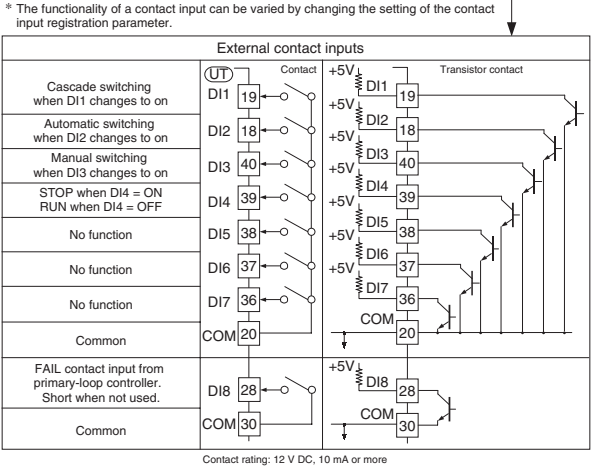 * The functionality of a contact input can be varied by changing the setting of the contact
input registration parameter.
External contact inputs
UT
Contact
+5V
Transistor contact
Cascade switching
when DI1 changes to on
DI1
19
DI1
19
+5V
Automatic switching
when DI2 changes to on
DI2
18
DI2
18
+5V
Manual switching
when DI3 changes to on
DI3
40
DI3
40
+5V
STOP when DI4 = ON
RUN when DI4 = OFF
DI4
39
DI4
39
+5V
No function
DI5
38
DI5
38
+5V
No function
DI6
37
DI6
37
+5V
No function
DI7
36
DI7
36
Common
COM
20
COM
20
FAIL contact input from
primary-loop controller.
Short when not used.
DI8
28
+5V
DI8
28
Common
COM
30
COM
30
Contact rating: 12 V DC, 10 mA or more